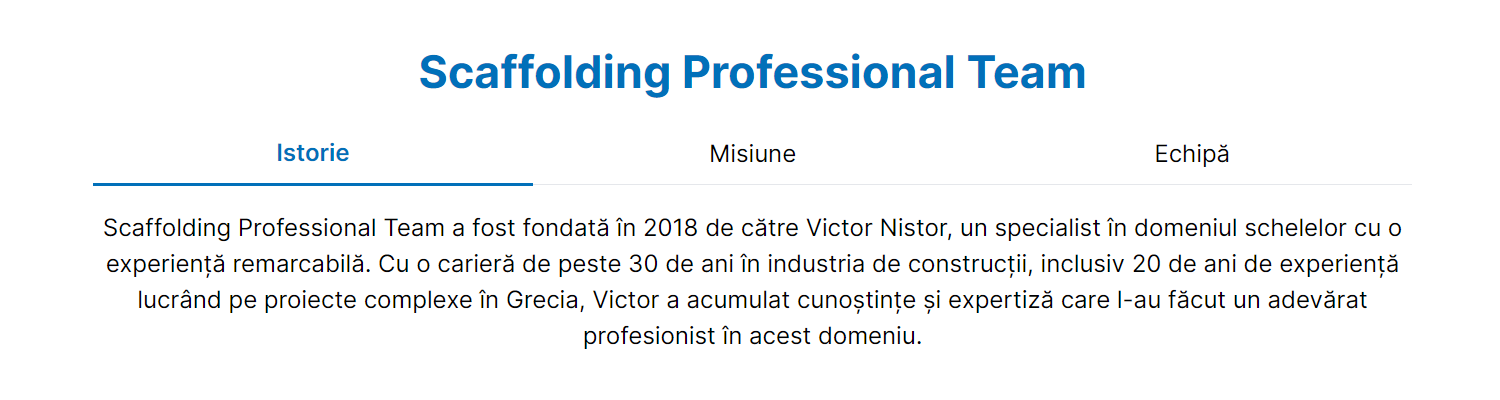 Scaffolding Professional Team
Istorie
Misiune
Echipă
Scaffolding Professional Team a fost fondată în 2018 de către Victor Nistor, un specialist în domeniul schelelor cu o
experiență remarcabilă. Cu o carieră de peste 30 de ani în industria de construcții, inclusiv 20 de ani de experiență
lucrând pe proiecte complexe în Grecia, Victor a acumulat cunoștințe și expertiză care l-au făcut un adevărat
profesionist în acest domeniu.